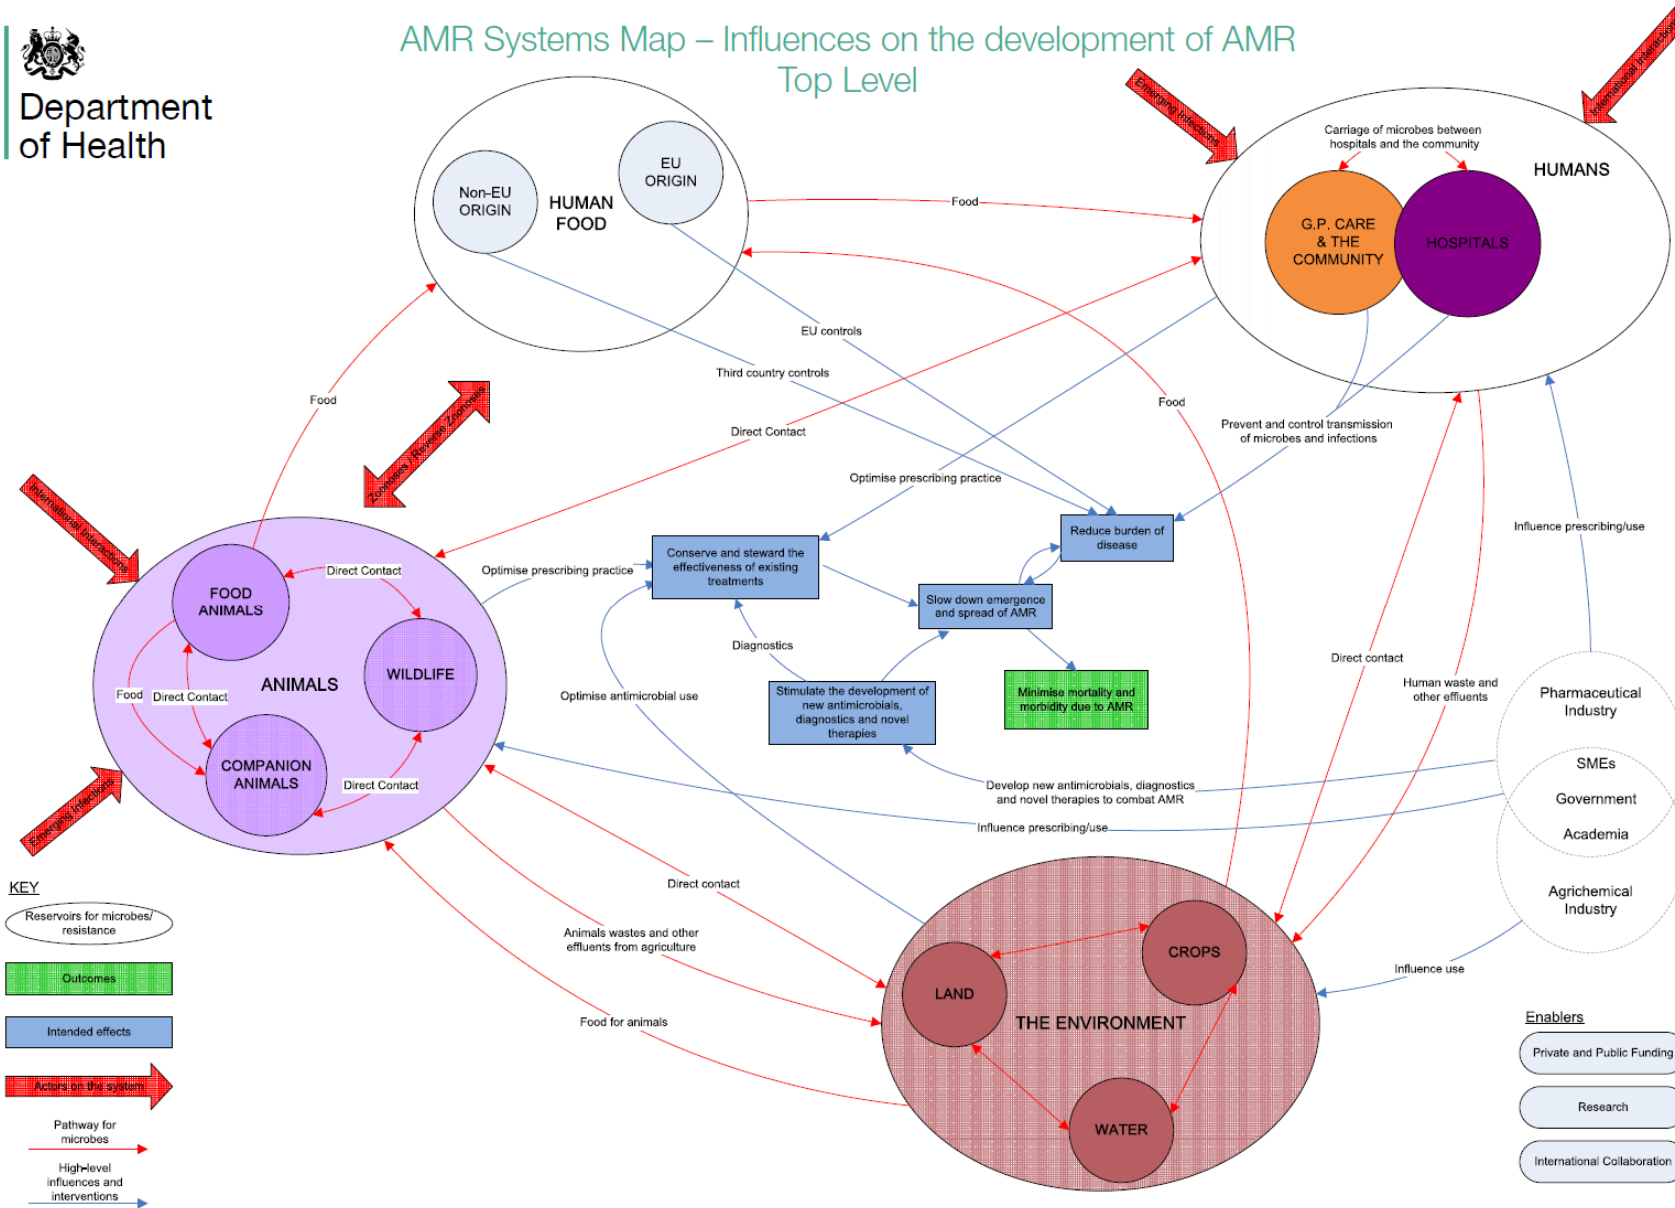 AMR Systems Map – Influences on the development of AMR
Top Level
Department
of Health
Emerging Infections
International Interactions
Carriage of microbes between
hospitals and the community
HUMANS
G.P. CARE
& THE
COMMUNITY
HOSPITALS
Non-EU
ORIGIN
HUMAN
FOOD
EU
ORIGIN
Food
EU controls
Third country controls
Food
Food
Direct Contact
Prevent and control transmission
of microbes and infections
Optimise prescribing practice
Zoonoses / Reverse Zoonoses
International Interactions
Influence prescribing/use
Reduce burden of
disease
Conserve and steward the
effectiveness of existing
treatments
Optimise prescribing practice
Slow down emergence
and spread of AMR
Diagnostics
FOOD
ANIMALS
Direct Contact
WILDLIFE
ANIMALS
Food
Direct Contact
COMPANION
ANIMALS
Direct Contact
Emerging Infections
Optimise antimicrobial use
Stimulate the development of
new antimicrobials,
diagnostics and novel
therapies
Minimise mortality and
morbidity due to AMR
Direct contact
Human waste and
other effluents
Pharmaceutical
Industry
SMEs
Government
Academia
Agrichemical
Industry
Develop new antimicrobials, diagnostics
and novel therapies to combat AMR
Influence prescribing/use
Direct contact
Animals wastes and other
effluents from agriculture
Food for animals
Influence use
LAND
CROPS
THE ENVIRONMENT
WATER
KEY
Reservoirs for microbes/
resistance
Outcomes
Intended effects
Actors on the system
Pathway for
microbes
High-level
influences and
interventions
Enablers
Private and Public Funding
Research
International Collaboration